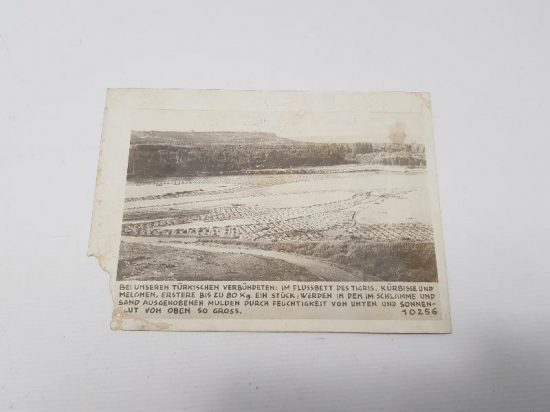 BEI UNSEREN TÜRKISCHEN VERBÜNDETEN: IM FLUSSBETT DES TIGRIS. KÜRBISSE UND
MELONEN, ERSTERE BIS ZU 80 Kg. EIN STÜCK, WERDEN IN DEN IM SCHLAMME UND
SAND AUSGEHOBENEN MULDEN DURCH FEUCHTIGKEIT VON UNTEN UND SONNEN-
GLUT VON OBEN SO GROSS. 10256